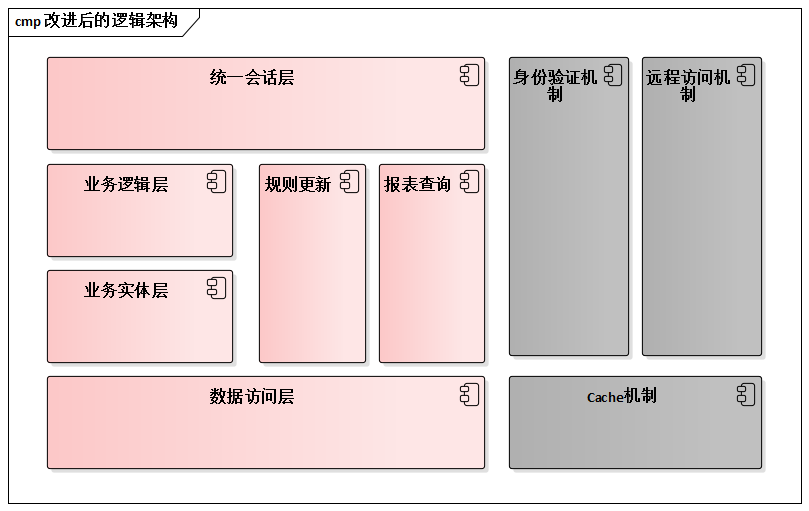 cmp 改进后的逻辑架构
统一会话层
身份验证机
制
远程访问机
制
业务逻辑层
规则更新
报表查询
业务实体层
数据访问层
Cache机制